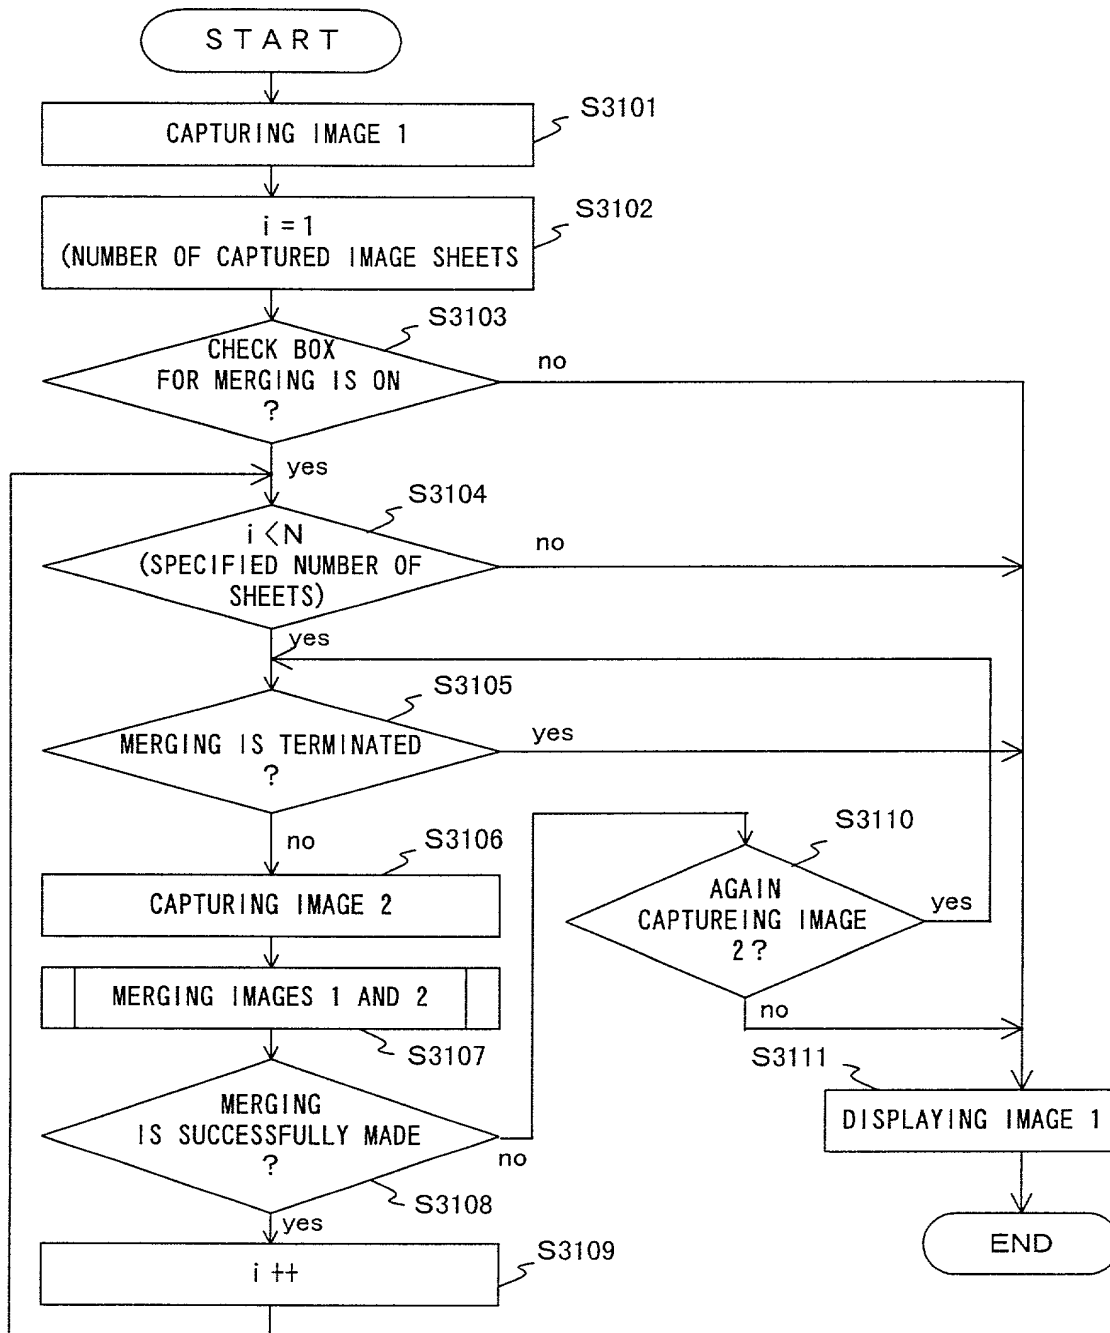 START
S3101
CAPTURING IMAGE 1
S3102
i = 1
(NUMBER OF CAPTURED IMAGE SHEETS
S3103
CHECK BOX
FOR MERGING IS ON
?
no
yes
S3104
i < N
(SPECIFIED NUMBER OF
SHEETS)
no
yes
S3105
MERGING IS TERMINATED
?
yes
no
S3106
CAPTURING IMAGE 2
S3110
AGAIN
CAPTUREING IMAGE
2?
yes
no
MERGING IMAGES 1 AND 2
S3107
MERGING
IS SUCCESSFULLY MADE
?
no
S3108
yes
S3109
i ++
S3111
DISPLAYING IMAGE 1
END